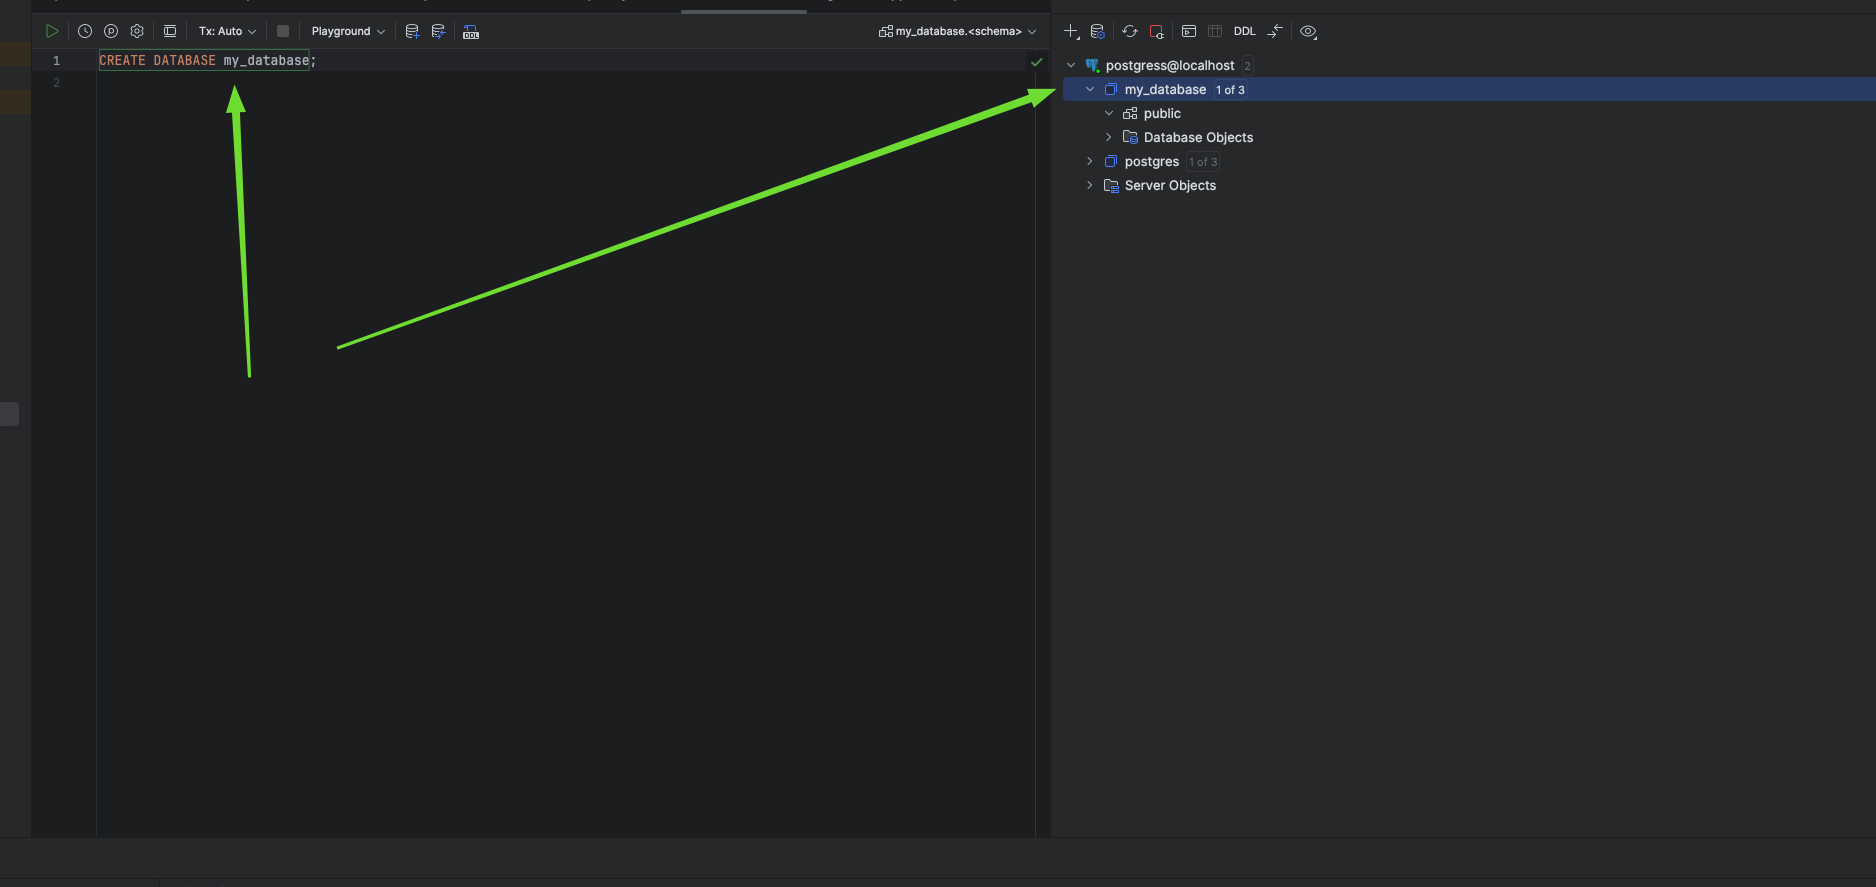 Tx: Auto
Playground
my_database.<schema>
DDL
1 CREATE DATABASE my_database;
2
DDL
postgress@localhost 2
my_database 1 of 3
public
Database Objects
postgres 1 of 3
Server Objects